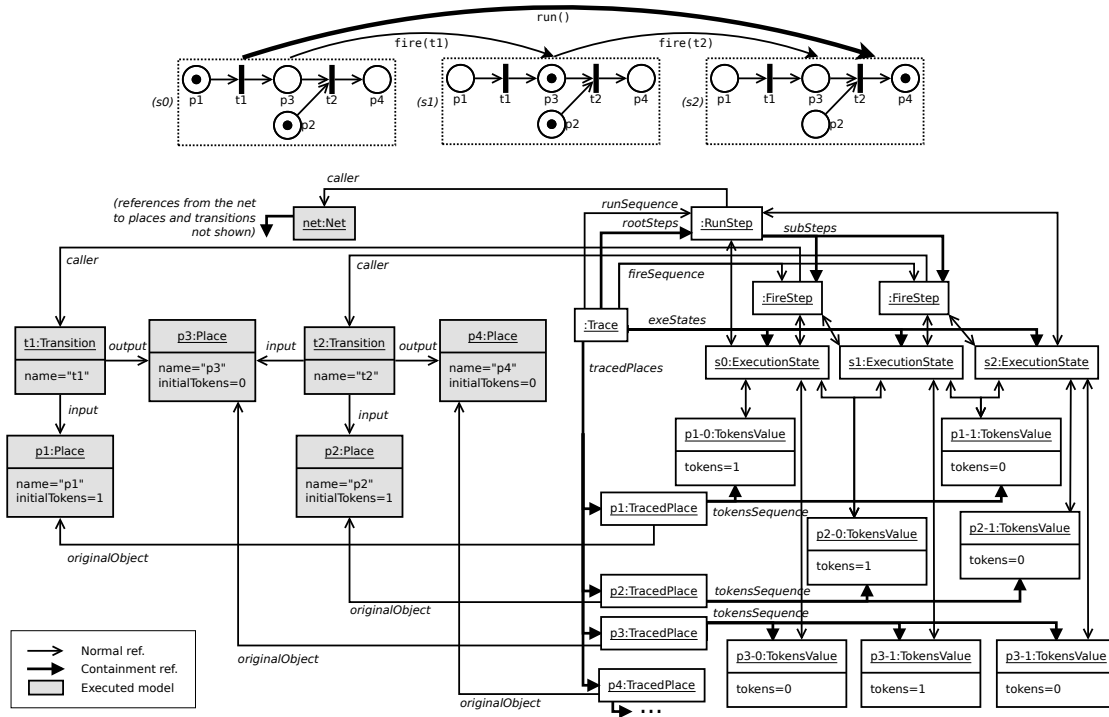 run()
fire(t1)
fire(t2)
(s0)
p1
t1
p3
t2
p4
p2
(s1)
p1
t1
p3
t2
p4
p2
(s2)
p1
t1
p3
t2
p4
p2
caller
(references from the net
to places and transitions
not shown)
net:Net
runSequence
rootSteps
:RunStep
subSteps
caller
caller
fireSequence
:FireStep
:FireStep
:Trace
exeStates
t1:Transition
name="t1"
output
p3:Place
name="p3"
initialTokens=0
input
t2:Transition
name="t2"
output
p4:Place
name="p4"
initialTokens=0
tracedPlaces
s0:ExecutionState
s1:ExecutionState
s2:ExecutionState
input
input
p1:Place
name="p1"
initialTokens=1
p2:Place
name="p2"
initialTokens=1
p1-0:TokensValue
tokens=1
p1-1:TokensValue
tokens=0
p1:TracedPlace
tokensSequence
originalObject
p2-0:TokensValue
tokens=1
p2-1:TokensValue
tokens=0
p2:TracedPlace
tokensSequence
originalObject
tokensSequence
p3:TracedPlace
originalObject
p3-0:TokensValue
tokens=0
p3-1:TokensValue
tokens=1
p3-1:TokensValue
tokens=0
p4:TracedPlace
originalObject
...
Normal ref.
Containment ref.
Executed model